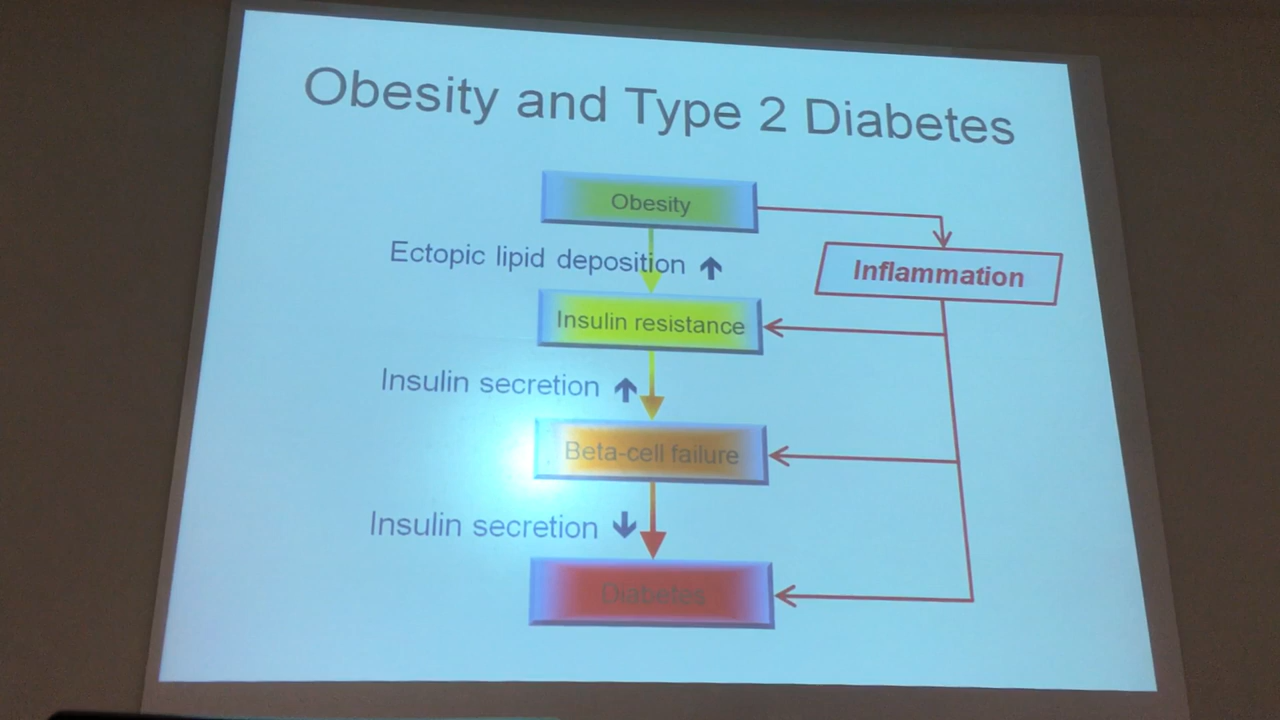 Obesity and Type 2 Diabetes
Obesity
Ectopic lipid deposition ↑
Inflammation
Insulin resistance
Insulin secretion ↑
Beta-cell failure
Insulin secretion ↓
Diabetes